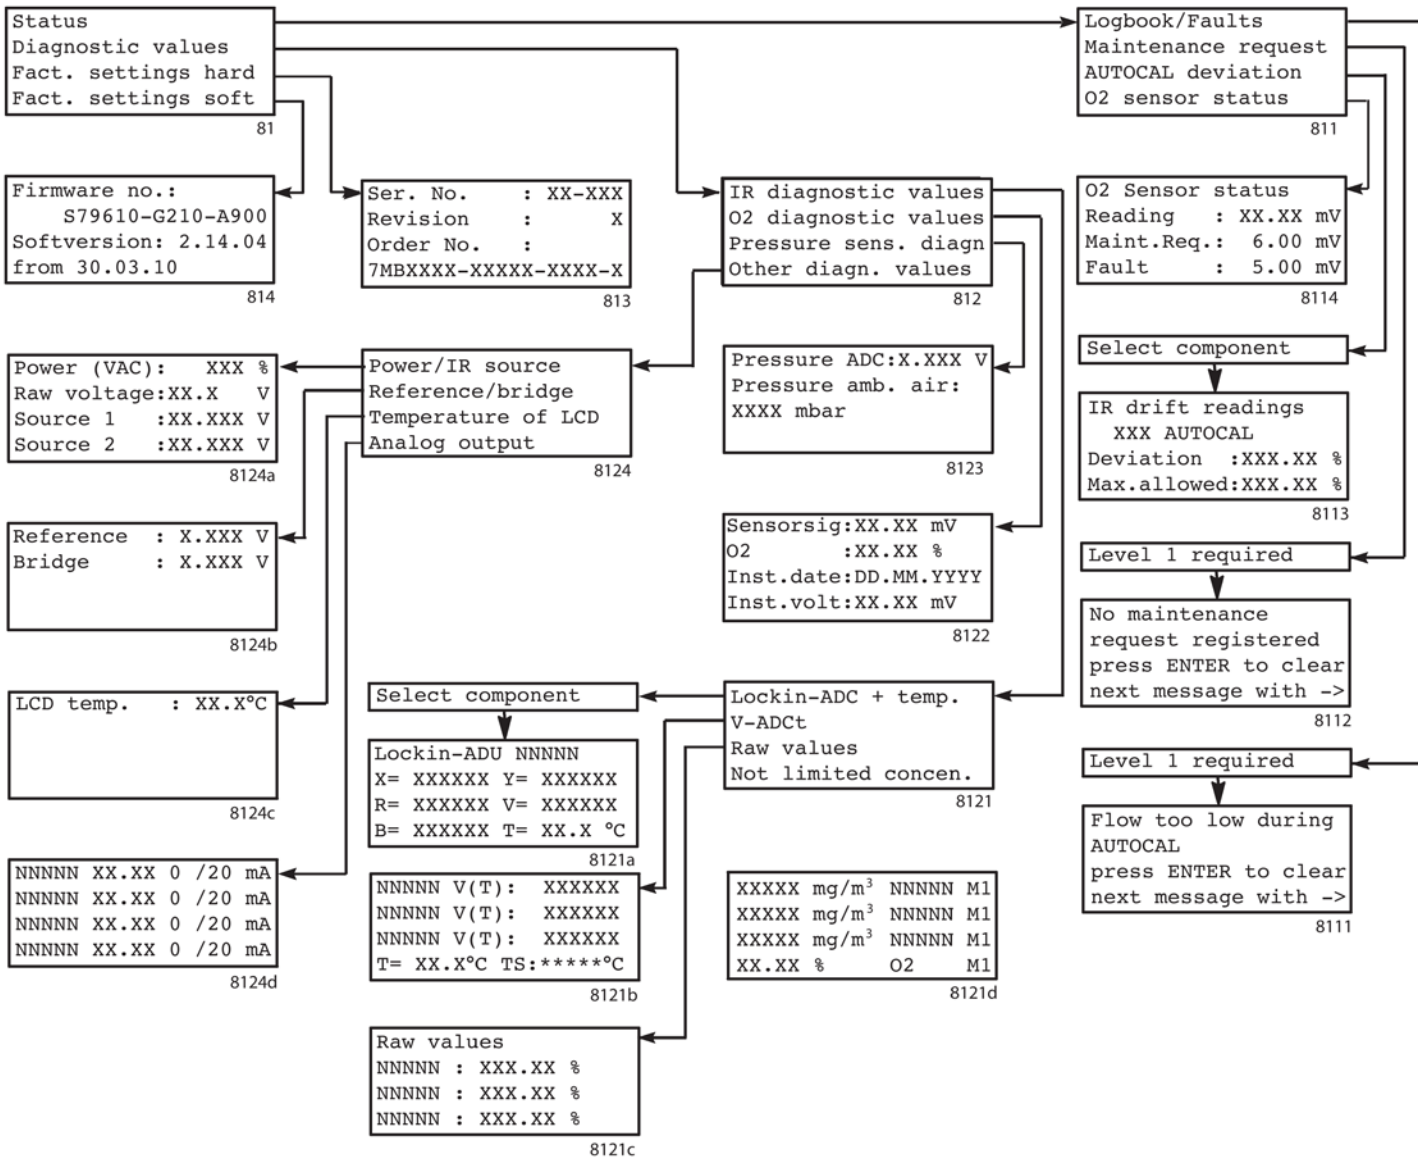 Status
Diagnostic values
Fact. settings hard
Fact. settings soft
81
Logbook/Faults
Maintenance request
AUTOCAL deviation
O2 sensor status
811
Firmware no.:
S79610-G210-A900
Softversion: 2.14.04
from 30.03.10
814
Ser. No. : XX-XXX
Revision : X
Order No. :
7MBXXXX-XXXXX-XXXX-X
813
IR diagnostic values
O2 diagnostic values
Pressure sens. diagn
Other diagn. values
812
O2 Sensor status
Reading : XX.XX mV
Maint.Req.: 6.00 mV
Fault : 5.00 mV
8114
Power (VAC): XXX %
Raw voltage:XX.X V
Source 1 :XX.XXX V
Source 2 :XX.XXX V
8124a
Power/IR source
Reference/bridge
Temperature of LCD
Analog output
8124
Pressure ADC:X.XXX V
Pressure amb. air:
XXXX mbar
8123
Select component
IR drift readings
XXX AUTOCAL
Deviation :XXX.XX %
Max.allowed:XXX.XX %
8113
Reference : X.XXX V
Bridge : X.XXX V
8124b
Sensorsig:XX.XX mV
O2 :XX.XX %
Inst.date:DD.MM.YYYY
Inst.volt:XX.XX mV
8122
Level 1 required
No maintenance
request registered
press ENTER to clear
next message with ->
8112
LCD temp. : XX.X°C
8124c
Select component
Lockin-ADU NNNNN
X= XXXXXX Y= XXXXXX
R= XXXXXX V= XXXXXX
B= XXXXXX T= XX.X °C
8121a
Lockin-ADC + temp.
V-ADCt
Raw values
Not limited concen.
8121
Level 1 required
Flow too low during
AUTOCAL
press ENTER to clear
next message with ->
8111
NNNNN XX.XX 0 /20 mA
NNNNN XX.XX 0 /20 mA
NNNNN XX.XX 0 /20 mA
NNNNN XX.XX 0 /20 mA
8124d
NNNNN V(T): XXXXXX
NNNNN V(T): XXXXXX
NNNNN V(T): XXXXXX
T= XX.X°C TS:*****°C
8121b
XXXXX mg/m³ NNNNN M1
XXXXX mg/m³ NNNNN M1
XXXXX mg/m³ NNNNN M1
XX.XX % O2 M1
8121d
Raw values
NNNNN : XXX.XX %
NNNNN : XXX.XX %
NNNNN : XXX.XX %
8121c